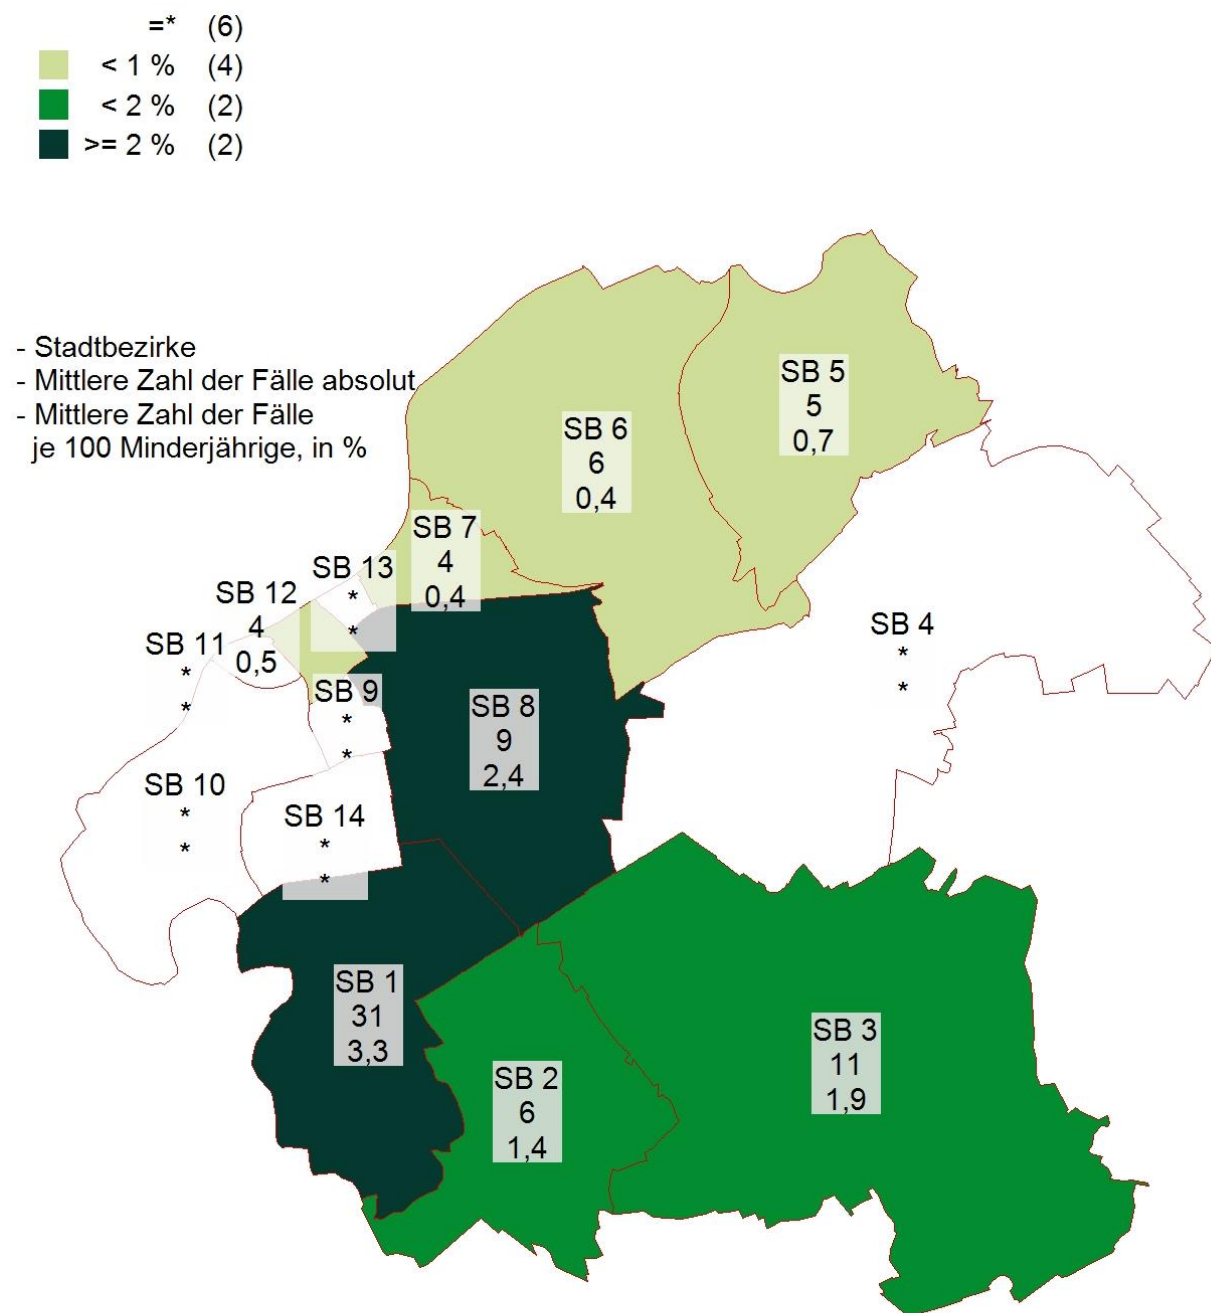 =* (6)
< 1 % (4)
< 2 % (2)
>= 2 % (2)
- Stadtbezirke
- Mittlere Zahl der Fälle absolut
- Mittlere Zahl der Fälle
je 100 Minderjährige, in %
SB 5
5
0,7
SB 6
6
0,4
SB 7
4
0,4
SB 13
*
*
SB 12
4
0,5
SB 11
*
*
SB 4
*
*
SB 9
*
*
SB 8
9
2,4
SB 10
*
*
SB 14
*
*
SB 1
31
3,3
SB 3
11
1,9
SB 2
6
1,4